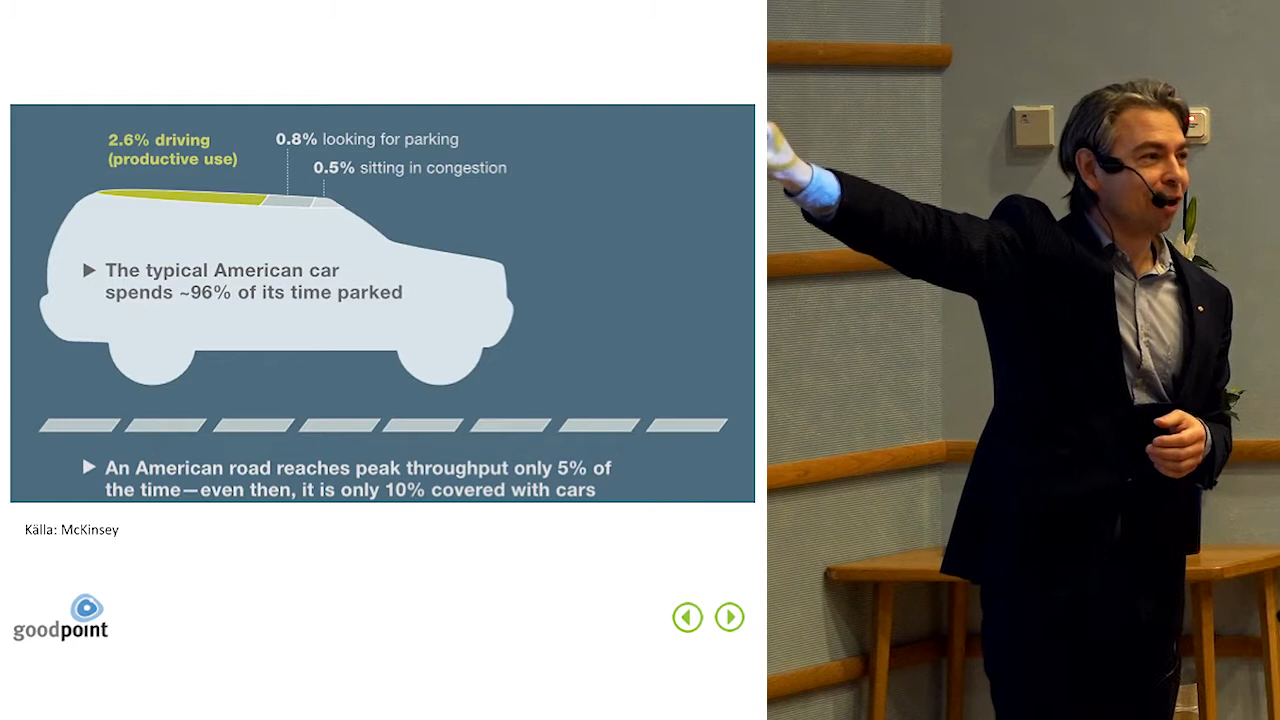 2.6% driving
(productive use)
0.8% looking for parking
0.5% sitting in congestion
▶ The typical American car
spends ~96% of its time parked
▶ An American road reaches peak throughput only 5% of
the time—even then, it is only 10% covered with cars
Källa: McKinsey
goodpoint